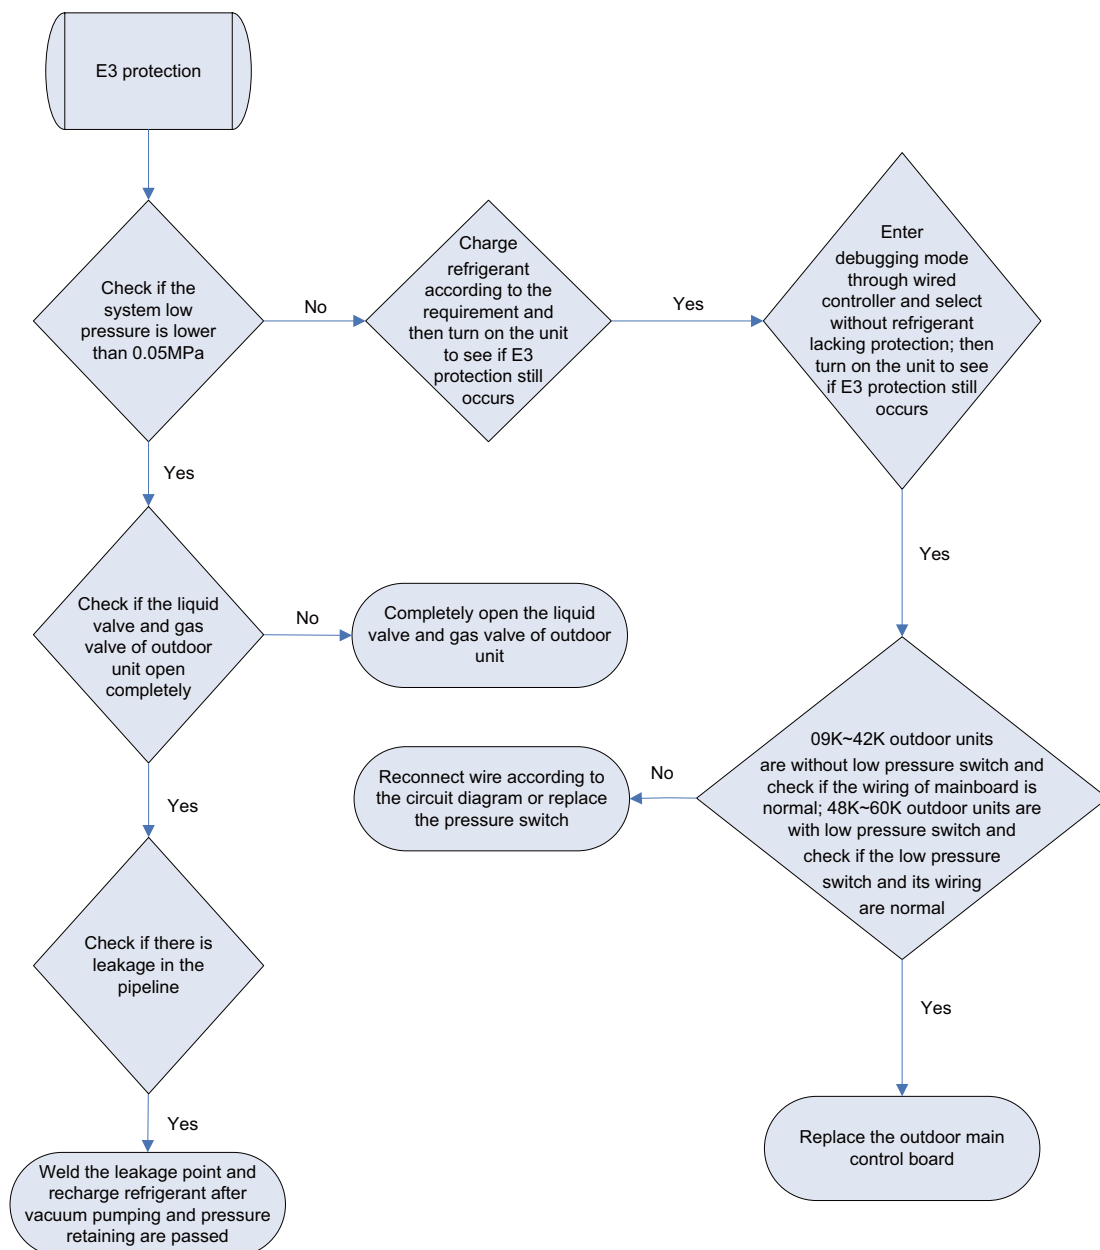 E3 protection
Check if the
system low
pressure is lower
than 0.05MPa
No
Charge
refrigerant
according to the
requirement and
then turn on the unit
to see if E3
protection still
occurs
Yes
Enter
debugging mode
through wired
controller and select
without refrigerant
lacking protection; then
turn on the unit to see
if E3 protection still
occurs
Yes
Yes
Check if the liquid
valve and gas
valve of outdoor
unit open
completely
No
Completely open the liquid
valve and gas valve of outdoor
unit
09K~42K outdoor units
are without low pressure switch and
check if the wiring of mainboard is
normal; 48K~60K outdoor units are
with low pressure switch and
check if the low pressure
switch and its wiring
are normal
No
Reconnect wire according to
the circuit diagram or replace
the pressure switch
Yes
Check if there is
leakage in the
pipeline
Yes
Yes
Weld the leakage point and
recharge refrigerant after
vacuum pumping and pressure
retaining are passed
Replace the outdoor main
control board